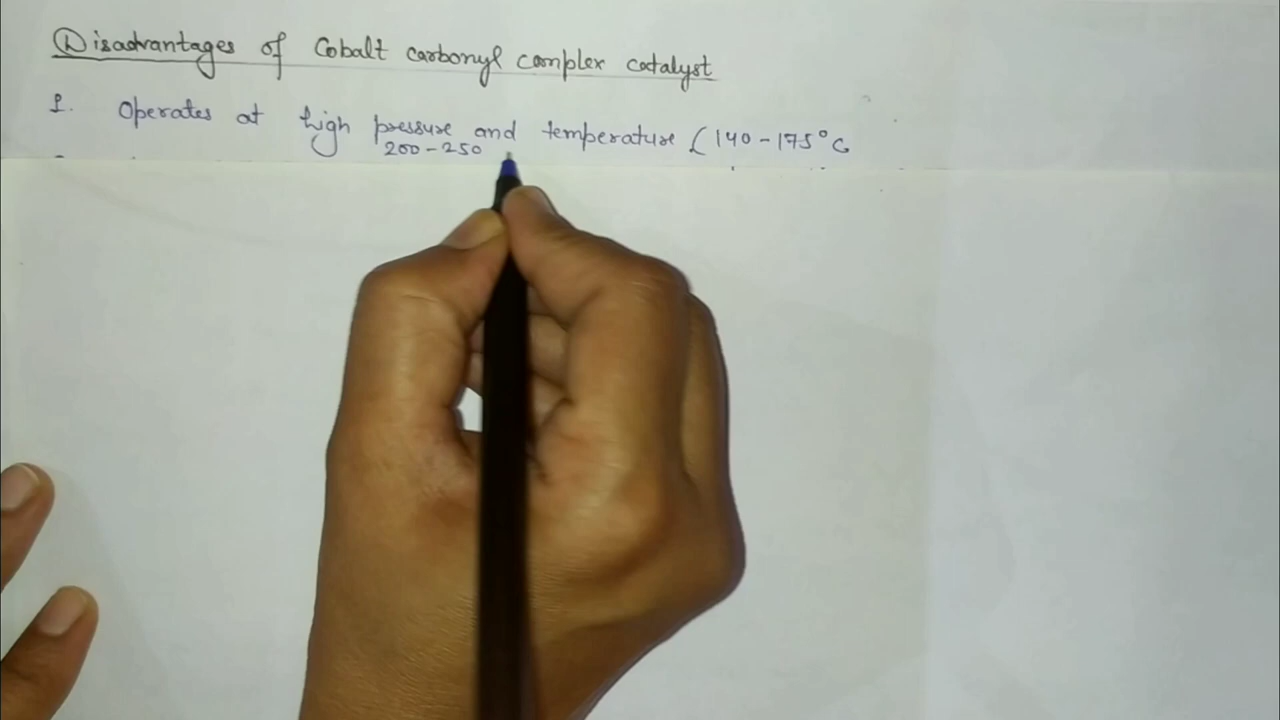 Disadvantages of Cobalt carbonyl complex catalyst
1. Operates at high pressure and temperature (140-175°C
200-250